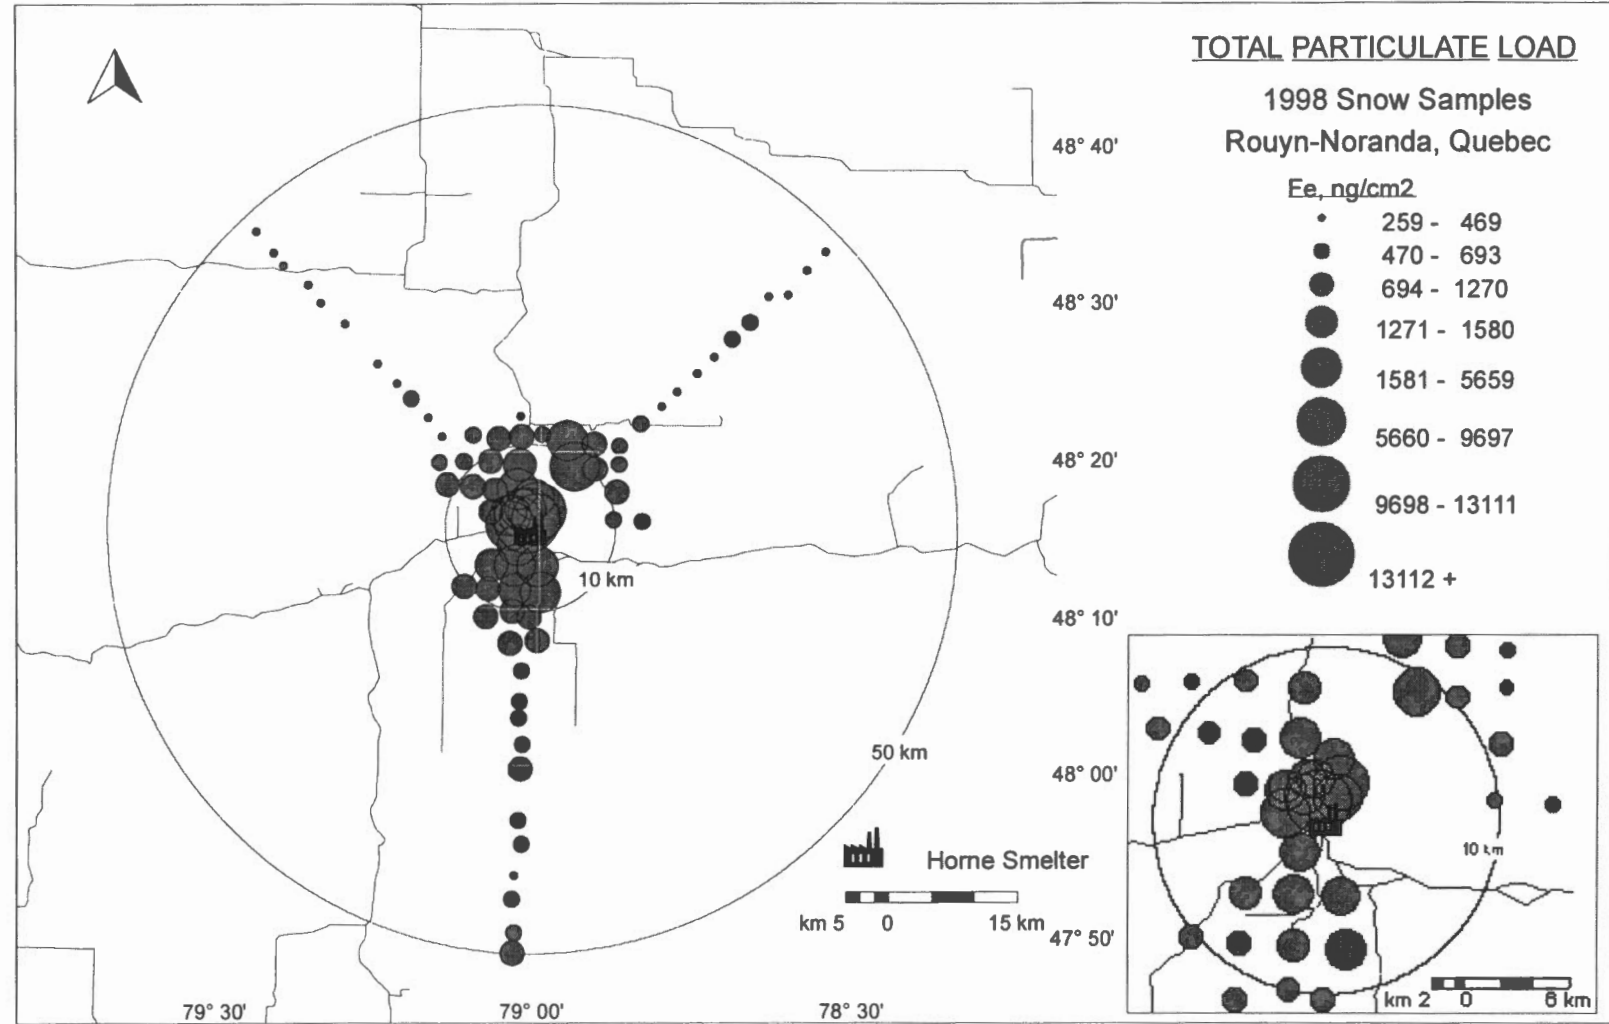 TOTAL PARTICULATE LOAD
1998 Snow Samples
Rouyn-Noranda, Quebec
Fe, ng/cm2
259 - 469
470 - 693
694 - 1270
1271 - 1580
1581 - 5659
5660 - 9697
9698 - 13111
13112 +
48° 40'
48° 30'
48° 20'
48° 10'
48° 00'
47° 50'
10 km
50 km
Horne Smelter
km 5 0 15 km
79° 30' 79° 00' 78° 30'
10 km
km 2 0 6 km